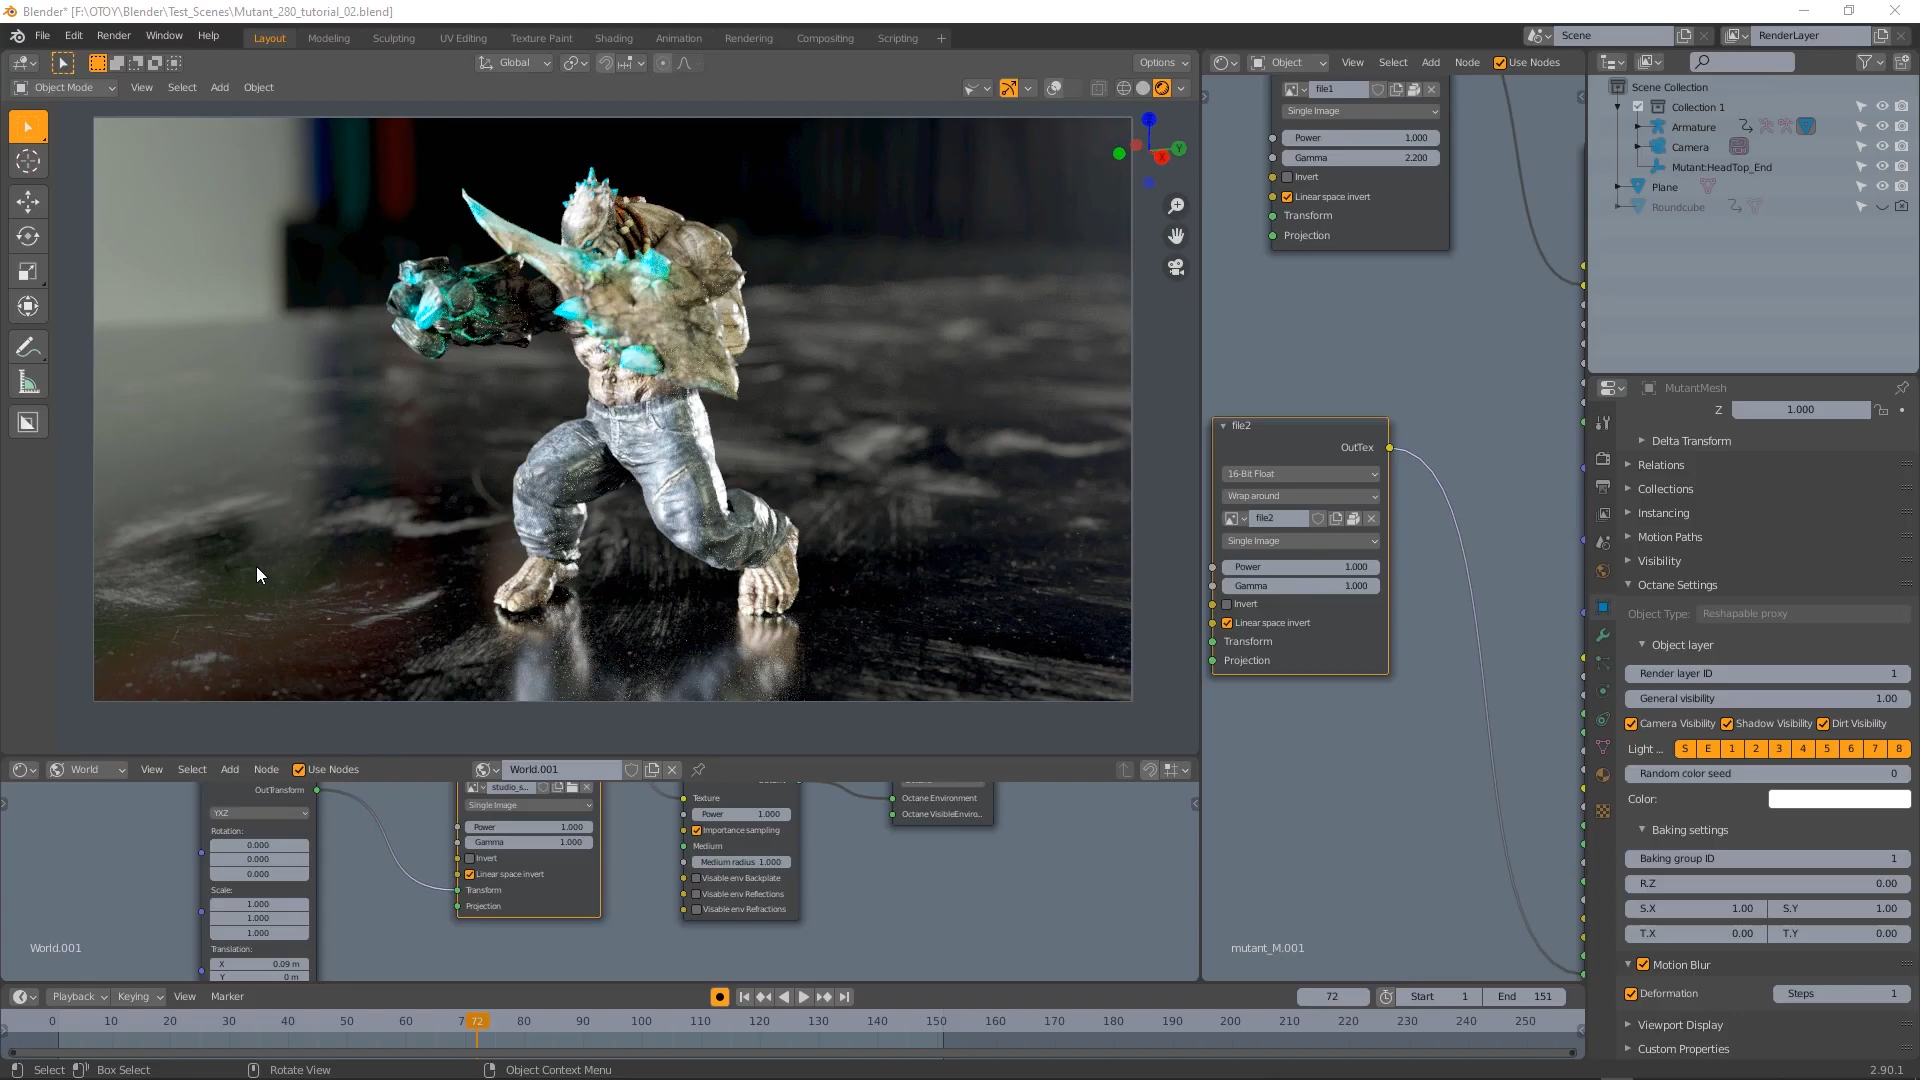 Blender* [F:\OTOY\Blender\Test_Scenes\Mutant_280_tutorial_02.blend]
File Edit Render Window Help Layout Modeling Sculpting UV Editing Texture Paint Shading Animation Rendering Compositing Scripting + Scene RenderLayer
Global Options Object View Select Add Node Use Nodes
Object Mode View Select Add Object
file1
Single Image
Power 1.000
Gamma 2.200
Invert
Linear space invert
Transform
Projection
Scene Collection
Collection 1
Armature
Camera
Mutant:HeadTop_End
Plane
Roundcube
X
Y
Z
file2
OutTex
16-Bit Float
Wrap around
file2
Single Image
Power 1.000
Gamma 1.000
Invert
Linear space invert
Transform
Projection
mutant_M.001
MutantMesh
Z 1.000
Delta Transform
Relations
Collections
Instancing
Motion Paths
Visibility
Octane Settings
Object Type: Reshapable proxy
Object layer
Render layer ID 1
General visibility 1.00
Camera Visibility Shadow Visibility Dirt Visibility
Light ... S E 1 2 3 4 5 6 7 8
Random color seed 0
Color:
Baking settings
Baking group ID 1
R.Z 0.00
S.X 1.00 S.Y 1.00
T.X 0.00 T.Y 0.00
Motion Blur
Deformation Steps 1
Viewport Display
Custom Properties
World View Select Add Node Use Nodes World.001
OutTransform
YXZ
Rotation:
0.000
0.000
0.000
Scale:
1.000
1.000
1.000
Translation:
X 0.09 m
Y 0 m
World.001
studio_s...
Single Image
Power 1.000
Gamma 1.000
Invert
Linear space invert
Transform
Projection
Texture
Power 1.000
Importance sampling
Medium
Medium radius 1.000
Visable env Backplate
Visable env Reflections
Visable env Refractions
Octane Environment
Octane VisibleEnviro..
Playback Keying View Marker 72 Start 1 End 151
0 10 20 30 40 50 60 7 72 80 90 100 110 120 130 140 150 160 170 180 190 200 210 220 230 240 250
Select Box Select Rotate View Object Context Menu 2.90.1